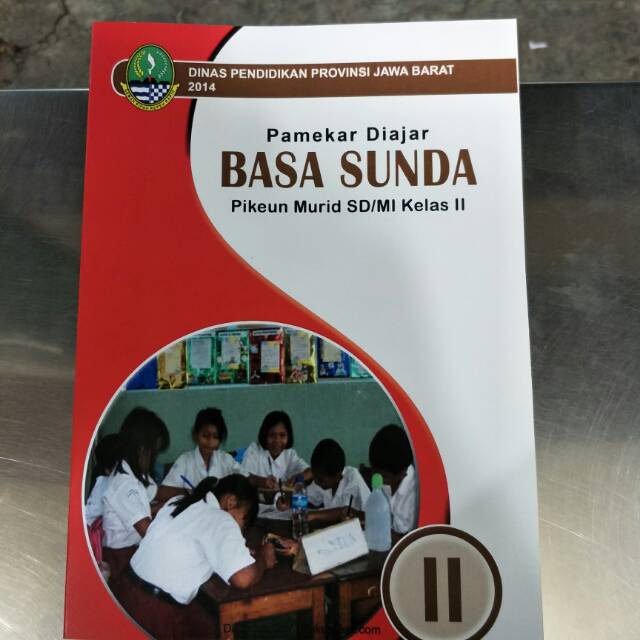 DINAS PENDIDIKAN PROVINSI JAWA BARAT
2014
Pamekar Diajar
BASA SUNDA
Pikeun Murid SD/MI Kelas II
II